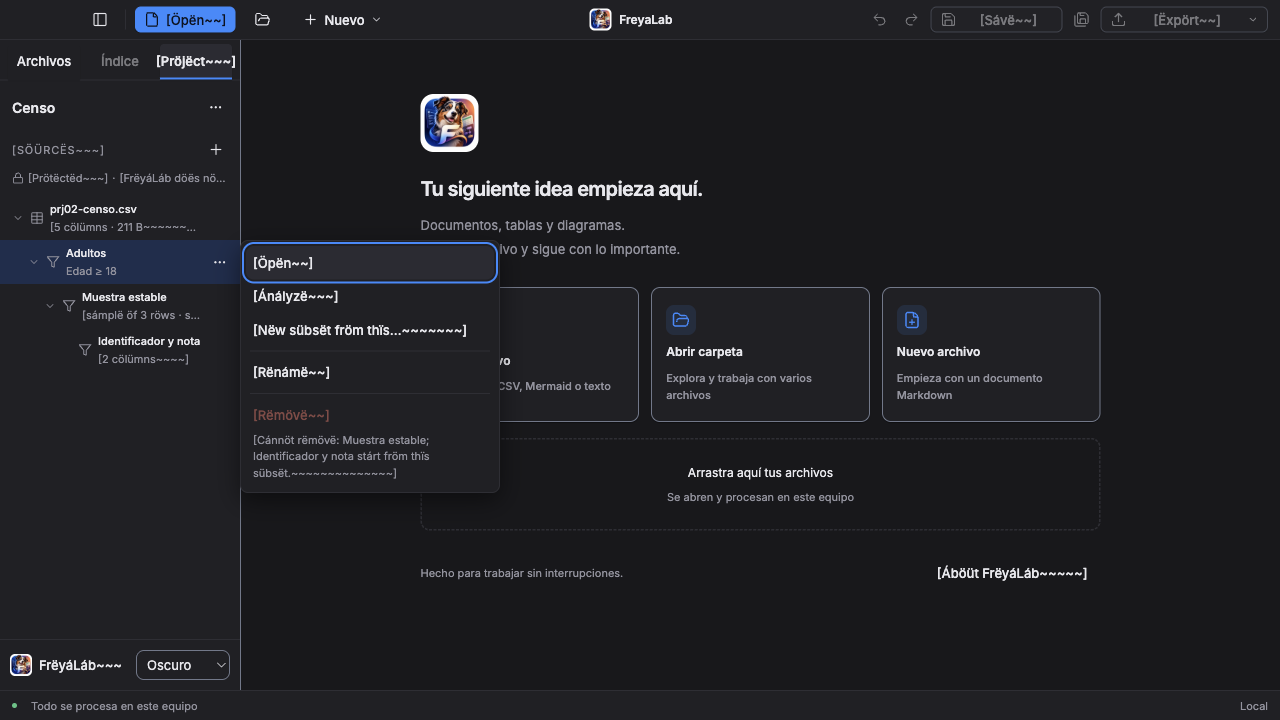 [Öpën~~]
Nuevo
FreyaLab
[Sávë~~]
[Ëxpört~~]
Archivos
Índice
[Pröjëct~~~]
Censo
[SÖÜRCËS~~~]
[Prötëctëd~~~] · [FrëyáLáb döës nö...
prj02-censo.csv
[5 cölümns · 211 B~~~~~~...
Adultos
Edad ≥ 18
Muestra estable
[sámplë öf 3 röws · s...
Identificador y nota
[2 cölümns~~~~]
[Öpën~~]
[Ánályzë~~~]
[Nëw sübsët fröm thïs...~~~~~~~]
[Rënámë~~]
[Rëmövë~~]
[Cánnöt rëmövë: Muestra estable;
Identificador y nota stárt fröm thïs
sübsët.~~~~~~~~~~~~~~]
Tu siguiente idea empieza aquí.
Documentos, tablas y diagramas.
ivo y sigue con lo importante.
vo
CSV, Mermaid o texto
Abrir carpeta
Explora y trabaja con varios
archivos
Nuevo archivo
Empieza con un documento
Markdown
Arrastra aquí tus archivos
Se abren y procesan en este equipo
Hecho para trabajar sin interrupciones.
[Áböüt FrëyáLáb~~~~~]
FrëyáLáb~~~
Oscuro
Todo se procesa en este equipo
Local